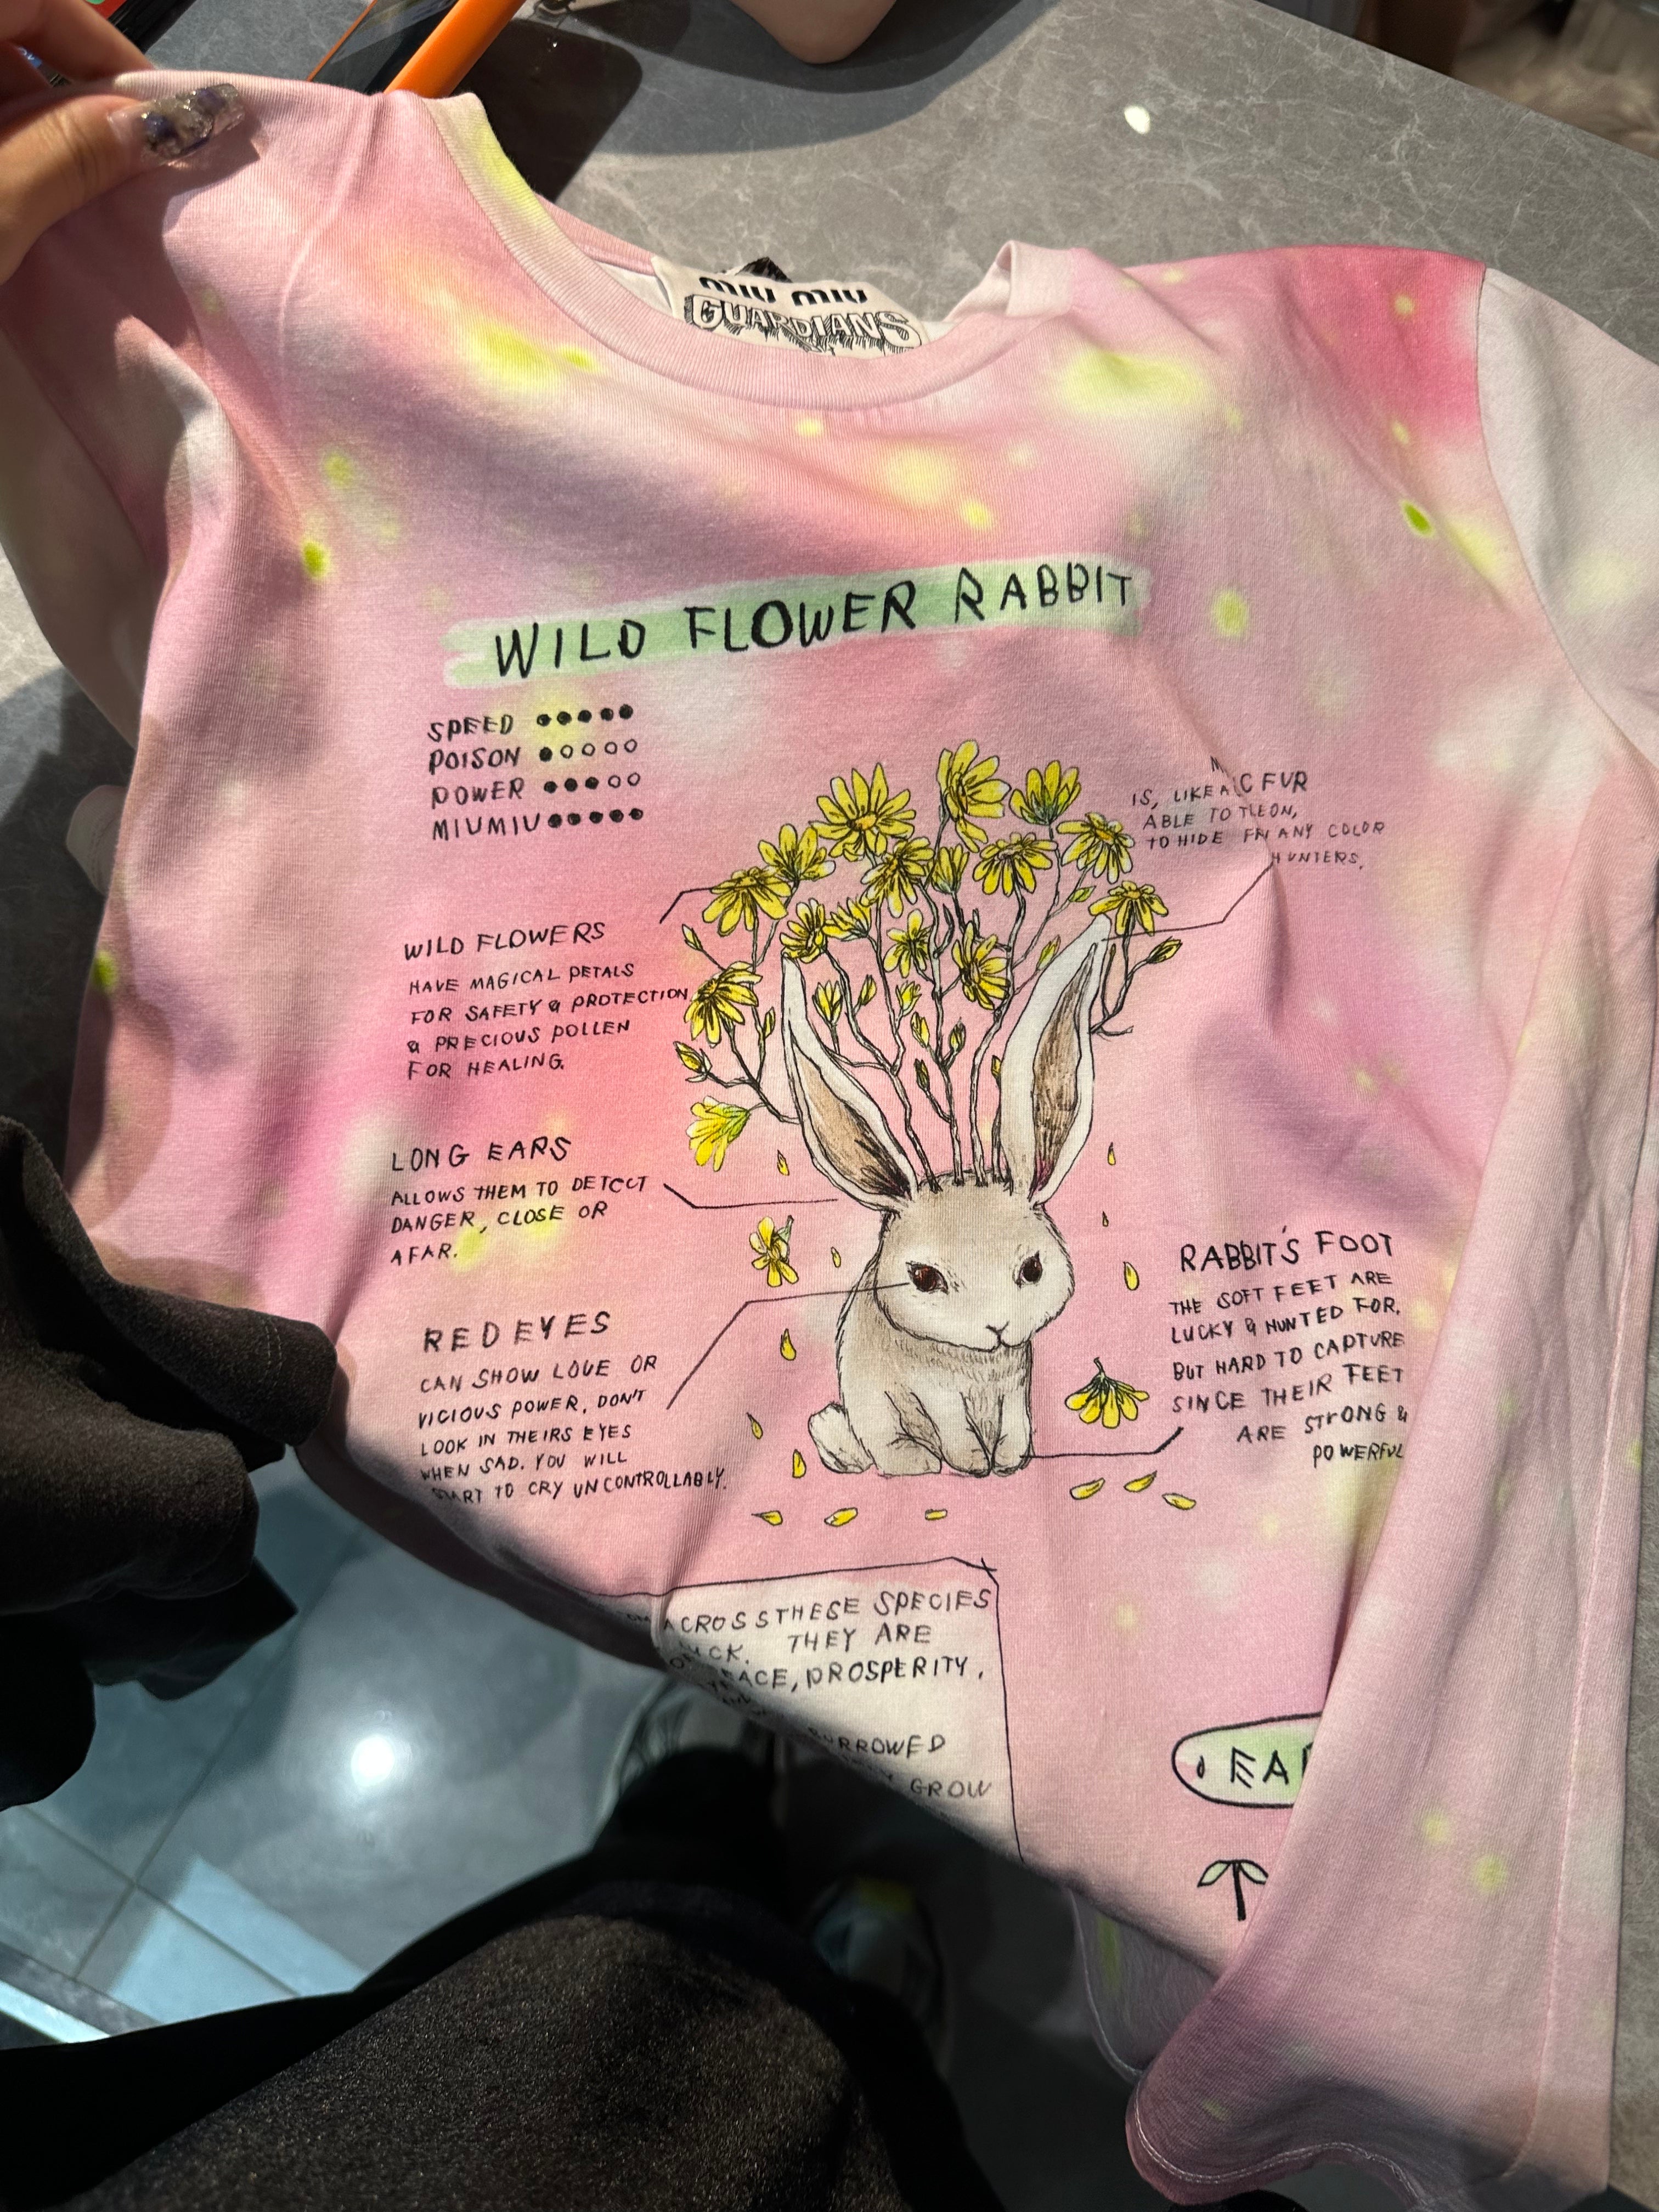 miu miu
GUARDIANS
WILD FLOWER RABBIT
SPEED
POISON
POWER
MIUMIU
FUR
IS, LIKE A
ABLE TO
TO HIDE ANY COLOR
HUNTERS.
WILD FLOWERS
HAVE MAGICAL PETALS
FOR SAFETY & PROTECTION
& PRECIOUS POLLEN
FOR HEALING.
LONG EARS
ALLOWS THEM TO DETECT
DANGER, CLOSE OR
AFAR.
RED EYES
CAN SHOW LOVE OR
VICIOUS POWER, DON'T
LOOK IN THEIRS EYES
WHEN SAD. YOU WILL
START TO CRY UNCONTROLLABLY.
RABBIT'S FOOT
THE SOFT FEET ARE
LUCKY & HUNTED FOR,
BUT HARD TO CAPTURE
SINCE THEIR FEET
ARE STRONG &
POWERFUL
ACROSS THESE SPECIES
THEY ARE
PROSPERITY,
GROW